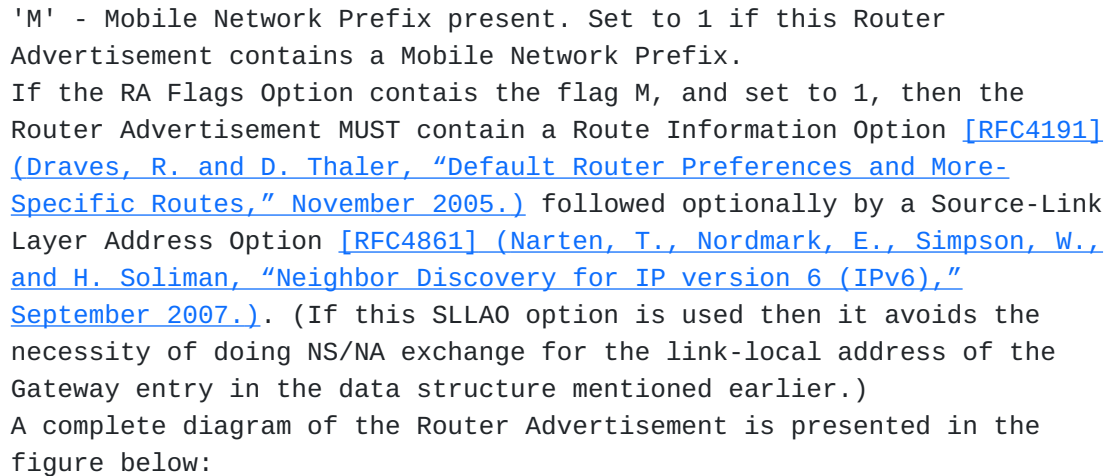 'M' - Mobile Network Prefix present. Set to 1 if this Router
Advertisement contains a Mobile Network Prefix.
If the RA Flags Option contais the flag M, and set to 1, then the
Router Advertisement MUST contain a Route Information Option [RFC4191]
(Draves, R. and D. Thaler, “Default Router Preferences and More-
Specific Routes,” November 2005.) followed optionally by a Source-Link
Layer Address Option [RFC4861] (Narten, T., Nordmark, E., Simpson, W.,
and H. Soliman, “Neighbor Discovery for IP version 6 (IPv6),”
September 2007.). (If this SLLAO option is used then it avoids the
necessity of doing NS/NA exchange for the link-local address of the
Gateway entry in the data structure mentioned earlier.)
A complete diagram of the Router Advertisement is presented in the
figure below: